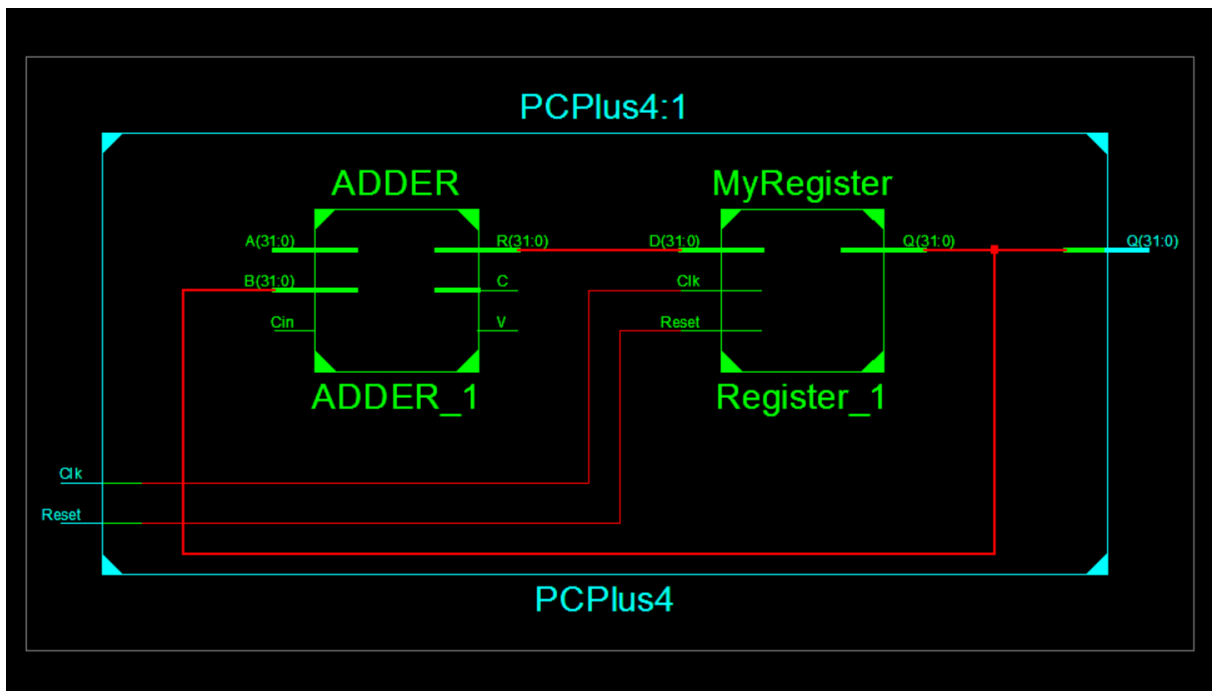 PCPlus4:1
ADDER
MyRegister
A(31:0)
R(31:0)
D(31:0)
Q(31:0)
Q(31:0)
B(31:0)
C
Clk
Cin
V
Reset
ADDER_1
Register_1
Clk
Reset
PCPlus4